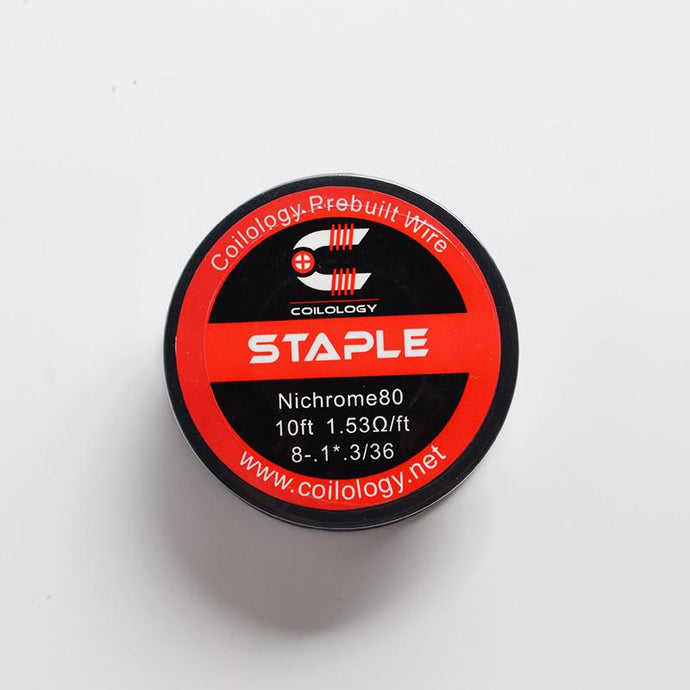 Coilology Prebuilt Wire
COILOLOGY
STAPLE
Nichrome80
10ft 1.53Ω/ft
8-.1*.3/36
www.coilology.net